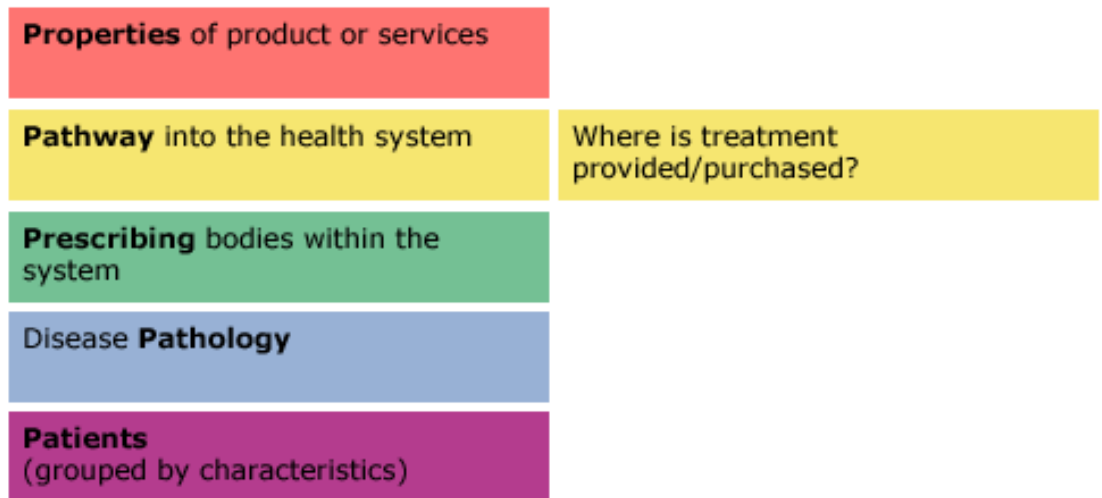 Properties of product or services
Pathway into the health system
Where is treatment
provided/purchased?
Prescribing bodies within the
system
Disease Pathology
Patients
(grouped by characteristics)